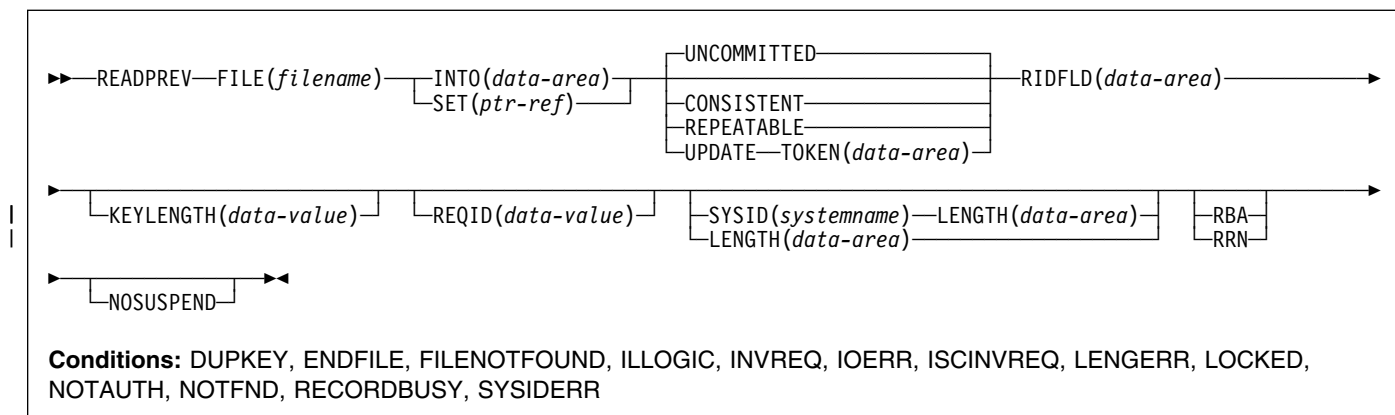 UNCOMMITTED
READPREV FILE(filename) INTO(data-area) RIDFLD(data-area)
SET(ptr-ref) CONSISTENT
REPEATABLE
UPDATE TOKEN(data-area)
KEYLENGTH(data-value) REQID(data-value) SYSID(systemname) LENGTH(data-area) RBA
LENGTH(data-area) RRN
NOSUSPEND
Conditions: DUPKEY, ENDFILE, FILENOTFOUND, ILLOGIC, INVREQ, IOERR, ISCINVREQ, LENGERR, LOCKED,
NOTAUTH, NOTFND, RECORDBUSY, SYSIDERR